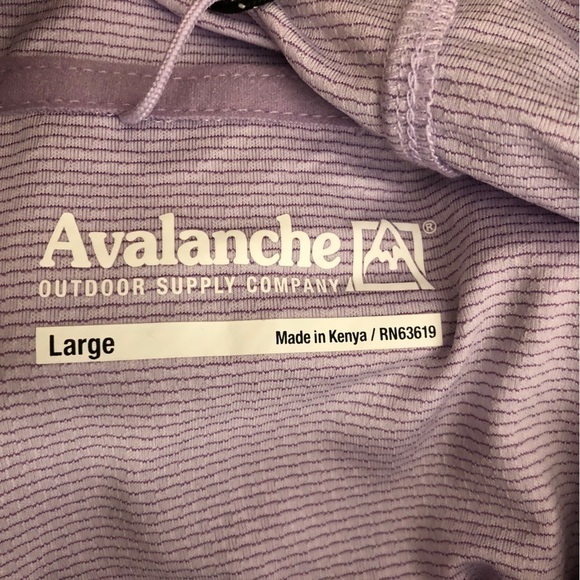 Avalanche®
OUTDOOR SUPPLY COMPANY
Large
Made in Kenya / RN63619